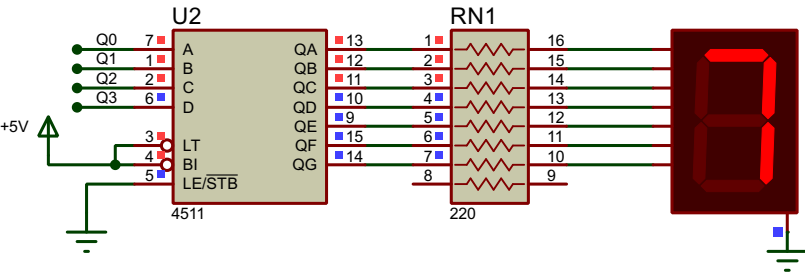 U2
RN1
Q0 7 A QA 13 1 16
Q1 1 B QB 12 2 15
Q2 2 C QC 11 3 14
Q3 6 D QD 10 4 13
QE 9 5 12
+5V
3 LT QF 15 6 11
4 BI QG 14 7 10
5 LE/STB 8 9
4511
220